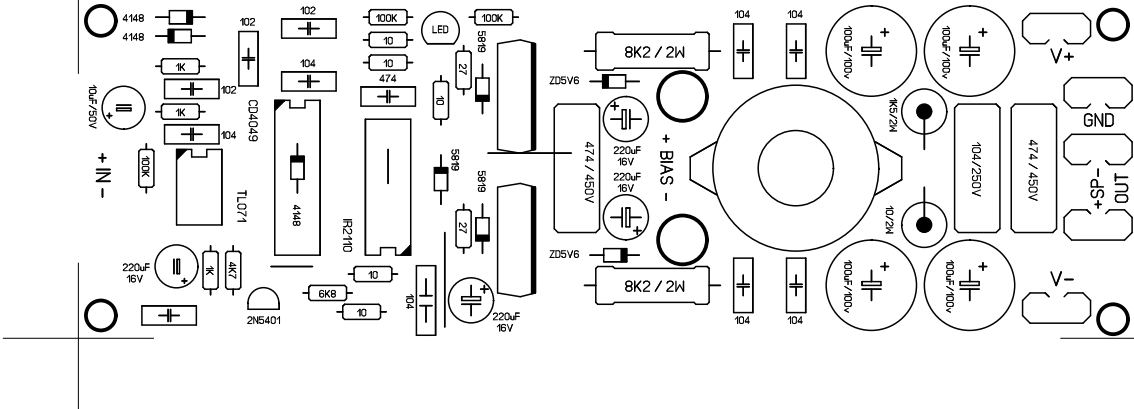 4148
4148
102
102
100K
LED
100K
5819
104
104
V+
8K2 / 2W
100uF/100v
100uF/100v
10
10
1K
104
474
27
ZD5V6
10uF/50V
102
1K
10
1K5/2W
GND
CD4049
104
220uF
16V
+ BIAS -
474 / 450V
104/250V
474 / 450V
+ IN -
100K
5819
5819
220uF
16V
+SP-
OUT
TL071
4148
IR2110
27
10/2W
ZD5V6
220uF
16V
1K
4K7
10
6K8
10
104
8K2 / 2W
100uF/100v
100uF/100v
V-
2N5401
220uF
16V
104
104